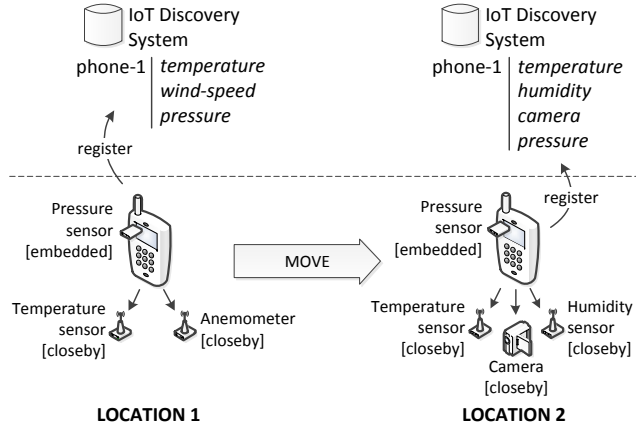 IoT Discovery
System
phone-1
temperature
wind-speed
pressure
register
Pressure
sensor
[embedded]
Temperature
sensor
[closeby]
Anemometer
[closeby]
LOCATION 1
MOVE
IoT Discovery
System
phone-1
temperature
humidity
camera
pressure
register
Pressure
sensor
[embedded]
Temperature
sensor
[closeby]
Humidity
sensor
[closeby]
Camera
[closeby]
LOCATION 2